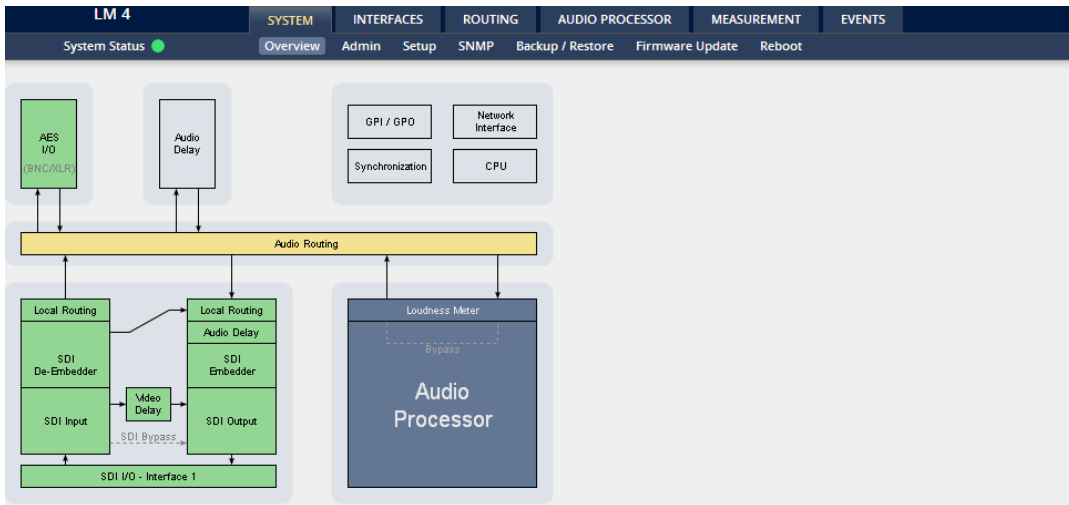 LM 4
SYSTEM
INTERFACES
ROUTING
AUDIO PROCESSOR
MEASUREMENT
EVENTS
System Status
Overview
Admin
Setup
SNMP
Backup / Restore
Firmware Update
Reboot
AES
I/O
(BNC/XLR)
Audio
Delay
GPI / GPO
Network
Interface
Synchronization
CPU
Audio Routing
Local Routing
SDI
De-Embedder
SDI Input
Video
Delay
SDI Bypass
Local Routing
Audio Delay
SDI
Embedder
SDI Output
SDI I/O - Interface 1
Loudness Meter
Bypass
Audio
Processor